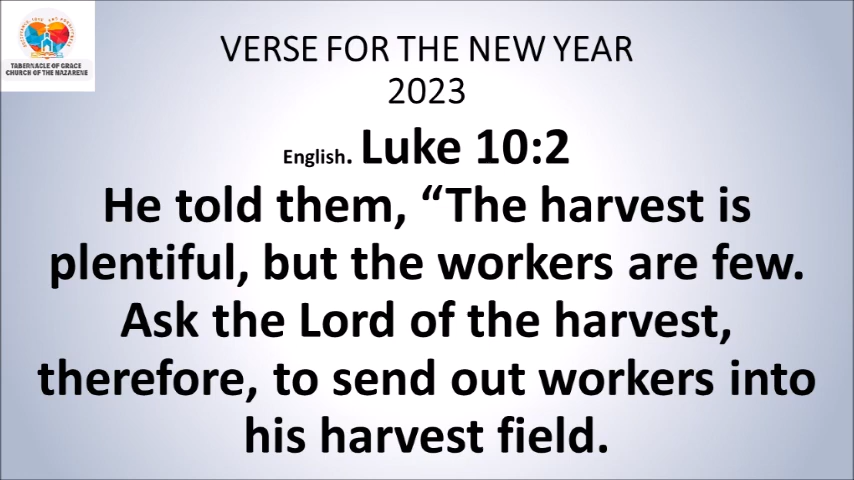 TABERNACLE OF GRACE
CHURCH OF THE NAZARENE
VERSE FOR THE NEW YEAR
2023
English. Luke 10:2
He told them, “The harvest is
plentiful, but the workers are few.
Ask the Lord of the harvest,
therefore, to send out workers into
his harvest field.